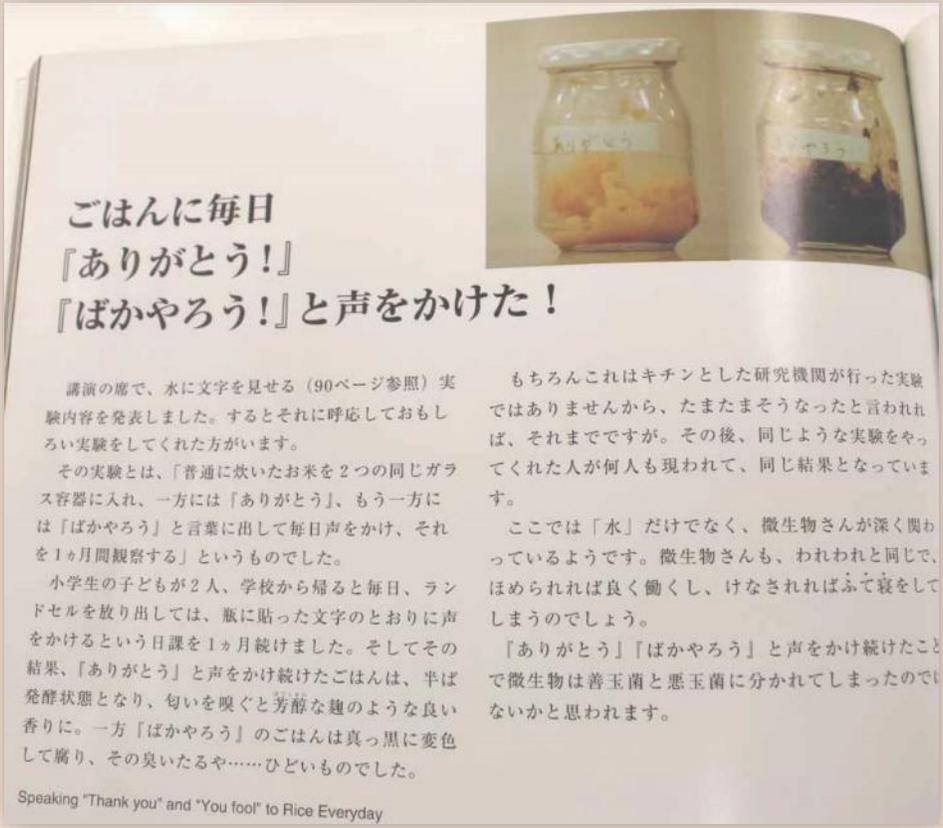 ありがとう
やろう
ごはんに毎日
『ありがとう!』
『ばかやろう!』と声をかけた!
講演の席で、水に文字を見せる(90ページ参照)実
験内容を発表しました。するとそれに呼応しておもし
ろい実験をしてくれた方がいます。
その実験とは、「普通に炊いたお米を2つの同じガラ
ス容器に入れ、一方には『ありがとう』、もう一方に
は『ばかやろう』と言葉に出して毎日声をかけ、それ
を1ヵ月間観察する」というものでした。
小学生の子どもが2人、学校から帰ると毎日、ラン
ドセルを放り出しては、瓶に貼った文字のとおりに声
をかけるという日課を1ヵ月続けました。そしてその
結果、『ありがとう』と声をかけ続けたごはんは、半ば
発酵状態となり、匂いを嗅ぐと芳醇な麹のような良い
香りに。一方『ばかやろう』のごはんは真っ黒に変色
して腐り、その臭いたるや……ひどいものでした。
もちろんこれはキチンとした研究機関が行った実験
ではありませんから、たまたまそうなったと言われれ
ば、それまでですが。その後、同じような実験をやっ
てくれた人が何人も現われて、同じ結果となっていま
す。
ここでは「水」だけでなく、微生物さんが深く関わ
っているようです。微生物さんも、われわれと同じで、
ほめられれば良く働くし、けなされればふて寝をして
しまうのでしょう。
『ありがとう』『ばかやろう』と声をかけ続けたこと
で微生物は善玉菌と悪玉菌に分かれてしまったのでは
ないかと思われます。
Speaking "Thank you" and "You fool" to Rice Everyday